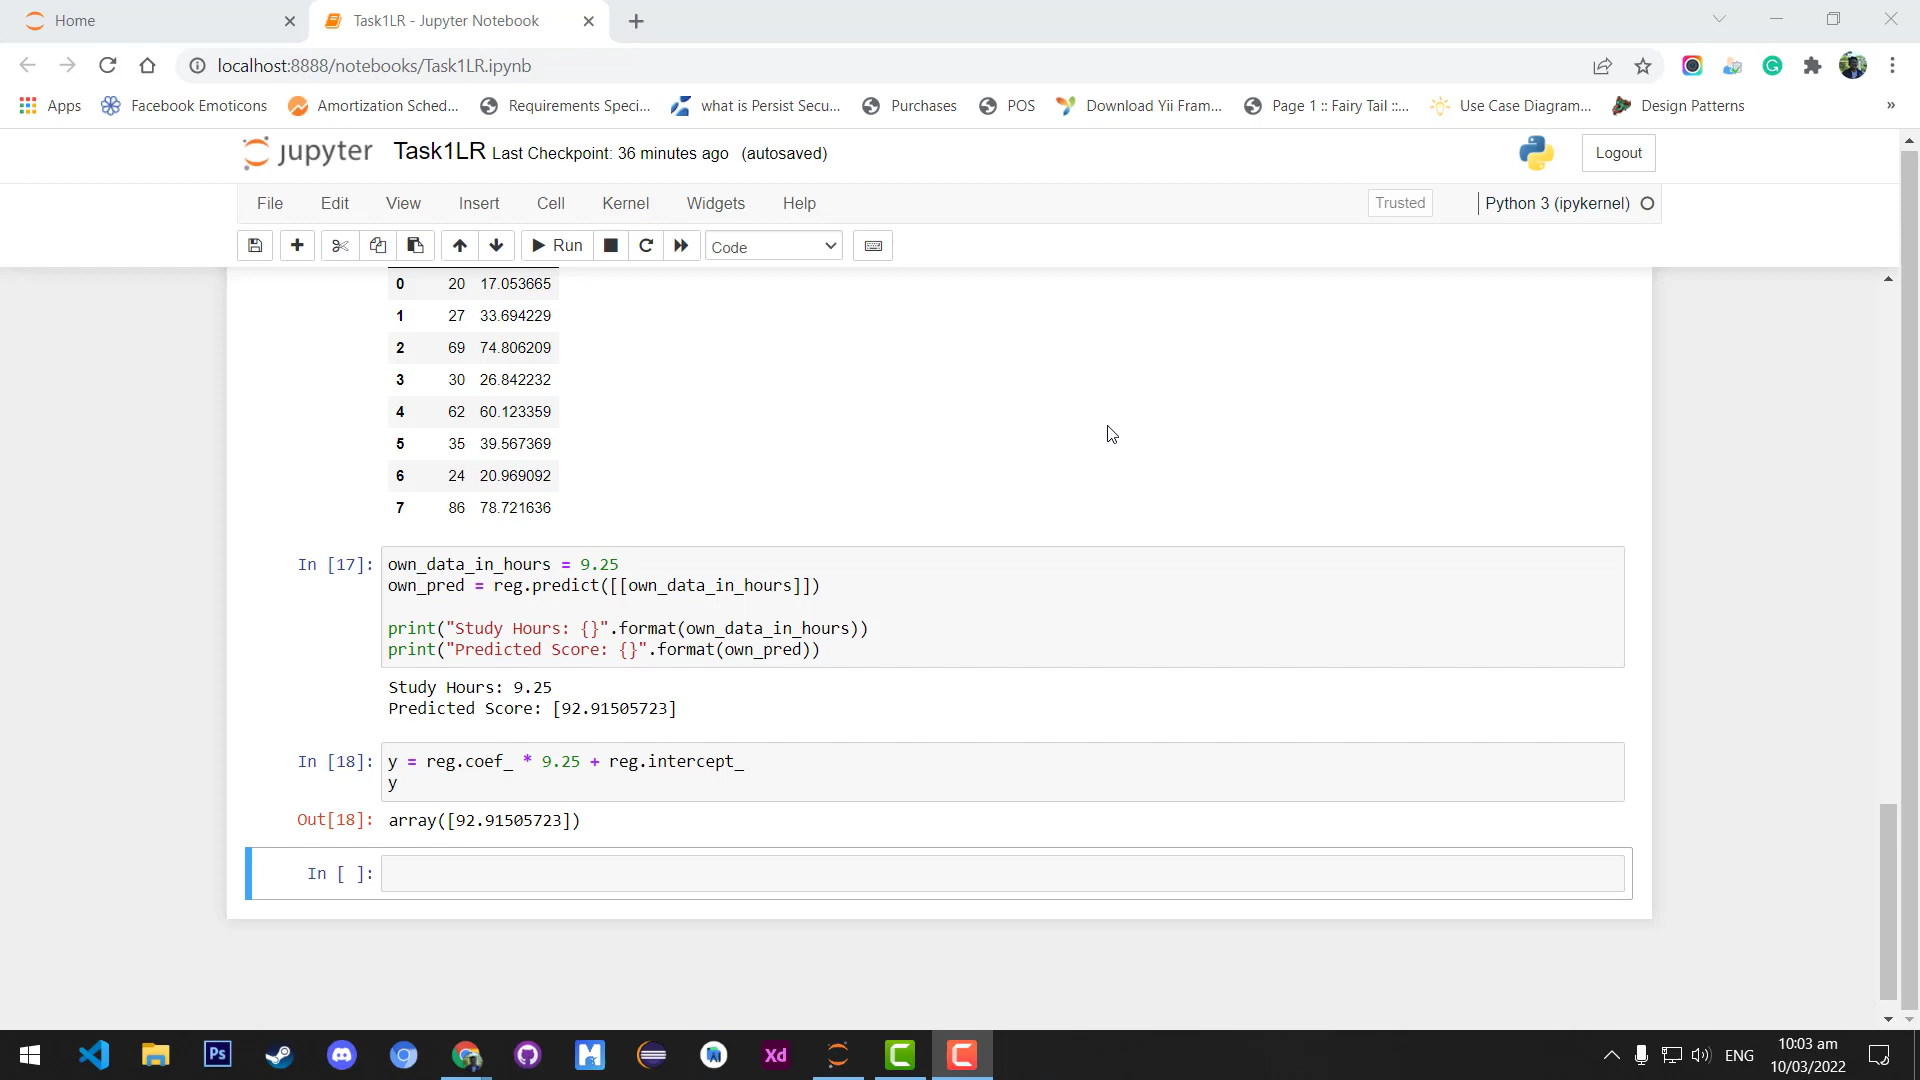 Home
Task1LR - Jupyter Notebook
localhost:8888/notebooks/Task1LR.ipynb
Apps
Facebook Emoticons
Amortization Sched...
Requirements Speci...
what is Persist Secu...
Purchases
POS
Download Yii Fram...
Page 1 :: Fairy Tail ::...
Use Case Diagram...
Design Patterns
»
jupyter Task1LR Last Checkpoint: 36 minutes ago (autosaved)
Logout
File Edit View Insert Cell Kernel Widgets Help
Trusted
Python 3 (ipykernel)
Run
Code
0 20 17.053665
1 27 33.694229
2 69 74.806209
3 30 26.842232
4 62 60.123359
5 35 39.567369
6 24 20.969092
7 86 78.721636
In [17]: own_data_in_hours = 9.25
own_pred = reg.predict([[own_data_in_hours]])
print("Study Hours: {}".format(own_data_in_hours))
print("Predicted Score: {}".format(own_pred))
Study Hours: 9.25
Predicted Score: [92.91505723]
In [18]: y = reg.coef_ * 9.25 + reg.intercept_
y
Out[18]: array([92.91505723])
In [ ]:
Ps
Xd
ENG
10:03 am
10/03/2022